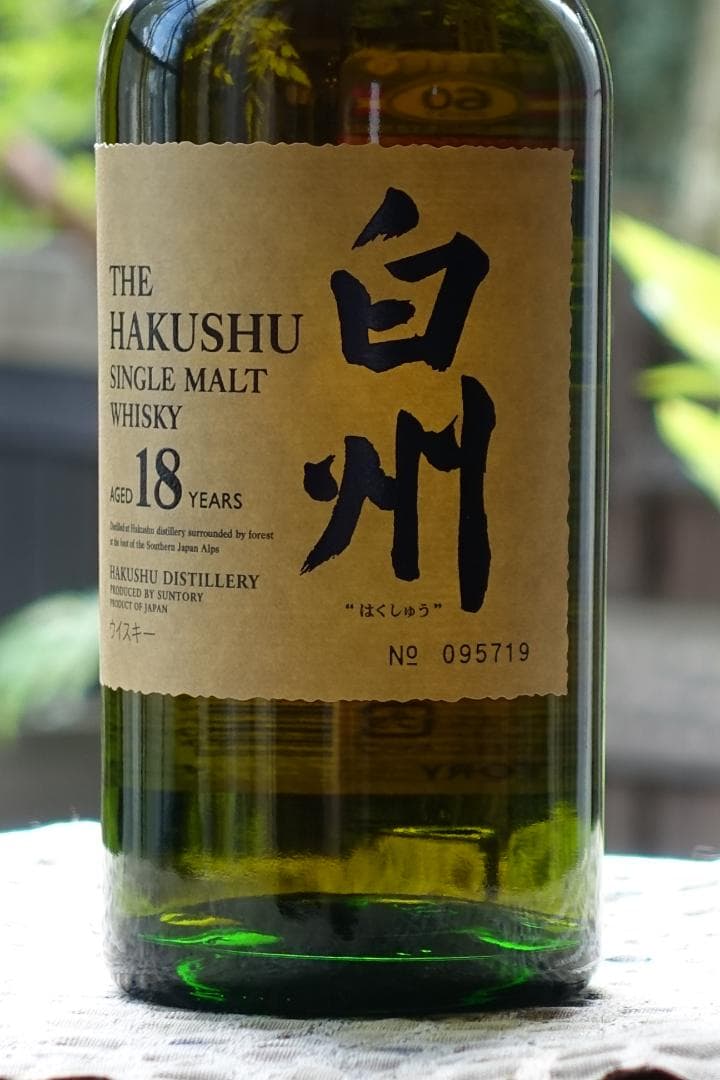 THE
HAKUSHU
SINGLE MALT
WHISKY
AGED 18 YEARS
Distilled at Hakushu distillery surrounded by forest
at the foot of the Southern Japan Alps
HAKUSHU DISTILLERY
PRODUCED BY SUNTORY
PRODUCT OF JAPAN
ウイスキー
白州
“はくしゅう”
№ 095719